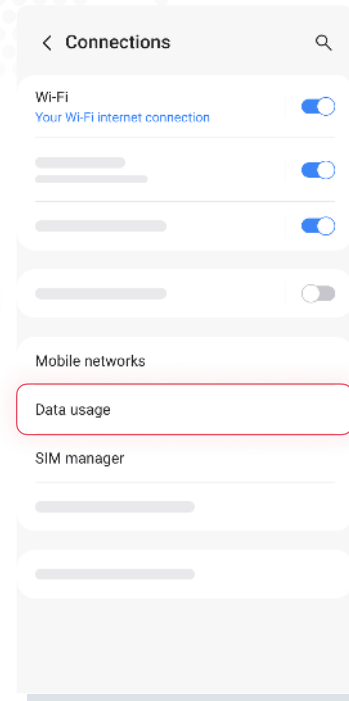 Connections
Wi-Fi
Your Wi-Fi internet connection
Mobile networks
Data usage
SIM manager